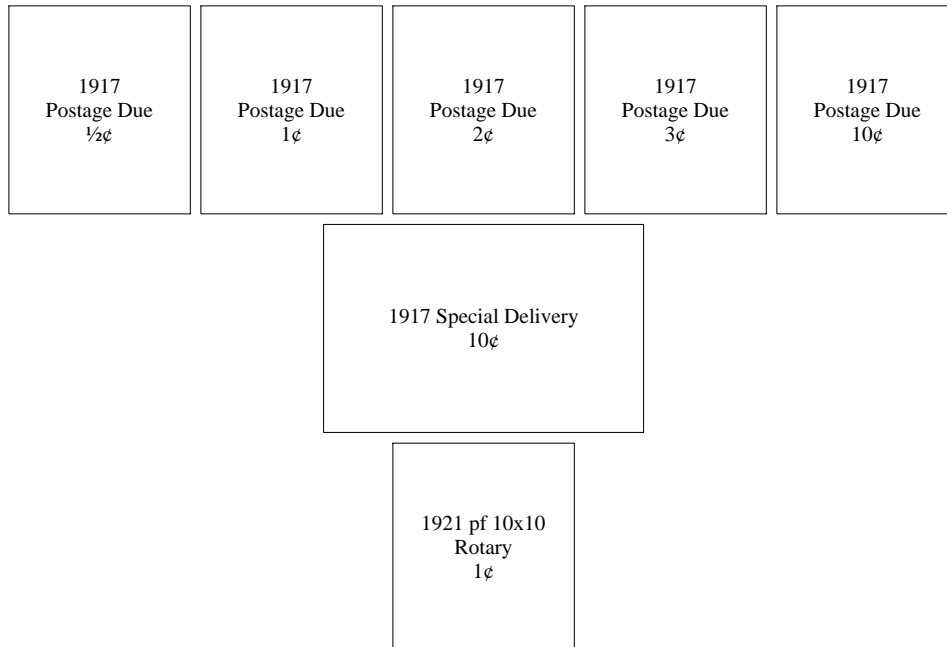 1917
Postage Due
½¢
1917
Postage Due
1¢
1917
Postage Due
2¢
1917
Postage Due
3¢
1917
Postage Due
10¢
1917 Special Delivery
10¢
1921 pf 10x10
Rotary
1¢